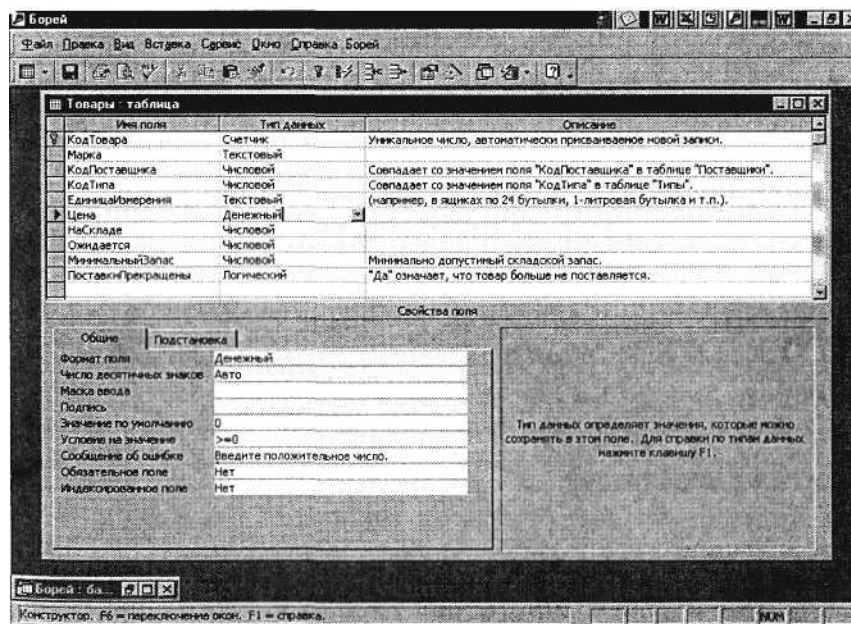 Борей
Файл Правка Вид Вставка Сервис Окно Справка Борей
Товары : таблица
Имя поля Тип данных Описание
КодТовара Счетчик Уникальное число, автоматически присваиваемое новой записи.
Марка Текстовый
КодПоставщика Числовой Совпадает со значением поля "КодПоставщика" в таблице "Поставщики".
КодТипа Числовой Совпадает со значением поля "КодТипа" в таблице "Типы".
ЕдиницаИзмерения Текстовый (например, в ящиках по 24 бутылки, 1-литровая бутылка и т.п.).
Цена Денежный
НаСкладе Числовой
Ожидается Числовой
МинимальныйЗапас Числовой Минимально допустимый складской запас.
ПоставкиПрекращены Логический "Да" означает, что товар больше не поставляется.
Свойства поля
Общие Подстановка
Формат поля Денежный
Число десятичных знаков Авто
Маска ввода
Подпись
Значение по умолчанию 0
Условие на значение >=0
Сообщение об ошибке Введите положительное число.
Обязательное поле Нет
Индексированное поле Нет
Тип данных определяет значения, которые можно
сохранять в этом поле. Для справки по типам данных
нажмите клавишу F1.
Борей : ба...
Конструктор. F6 = переключение окон. F1 = справка.
NUM